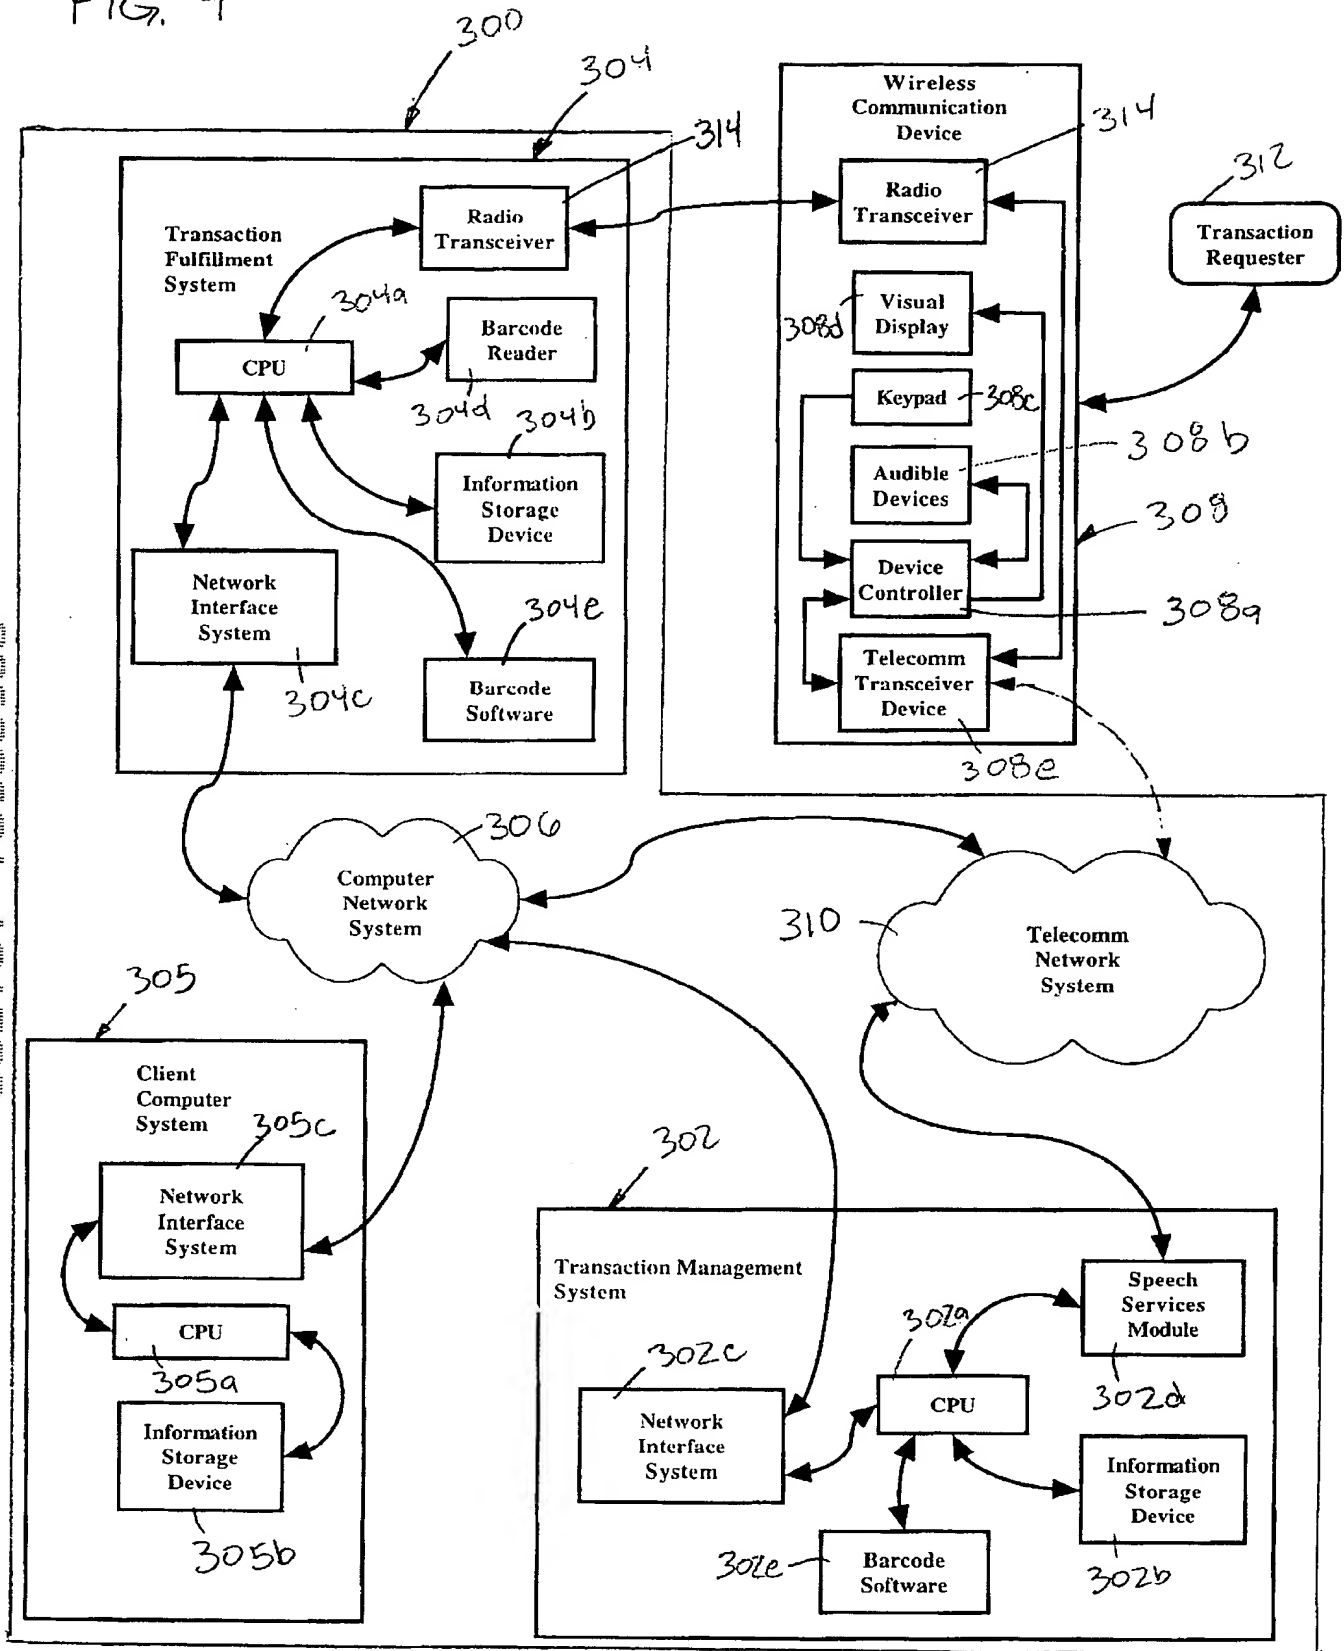 FIG. 4
300
304
314
Transaction
Fulfillment
System
Radio
Transceiver
304a
CPU
Barcode
Reader
304d
304b
Information
Storage
Device
Network
Interface
System
304c
304e
Barcode
Software
Wireless
Communication
Device
314
Radio
Transceiver
308d
Visual
Display
Keypad
308c
Audible
Devices
308b
308
Device
Controller
308a
Telecomm
Transceiver
Device
308e
312
Transaction
Requester
306
Computer
Network
System
310
Telecomm
Network
System
305
Client
Computer
System
305c
Network
Interface
System
CPU
305a
Information
Storage
Device
305b
302
Transaction Management
System
302c
Network
Interface
System
302a
CPU
Speech
Services
Module
302d
Information
Storage
Device
302b
302e
Barcode
Software